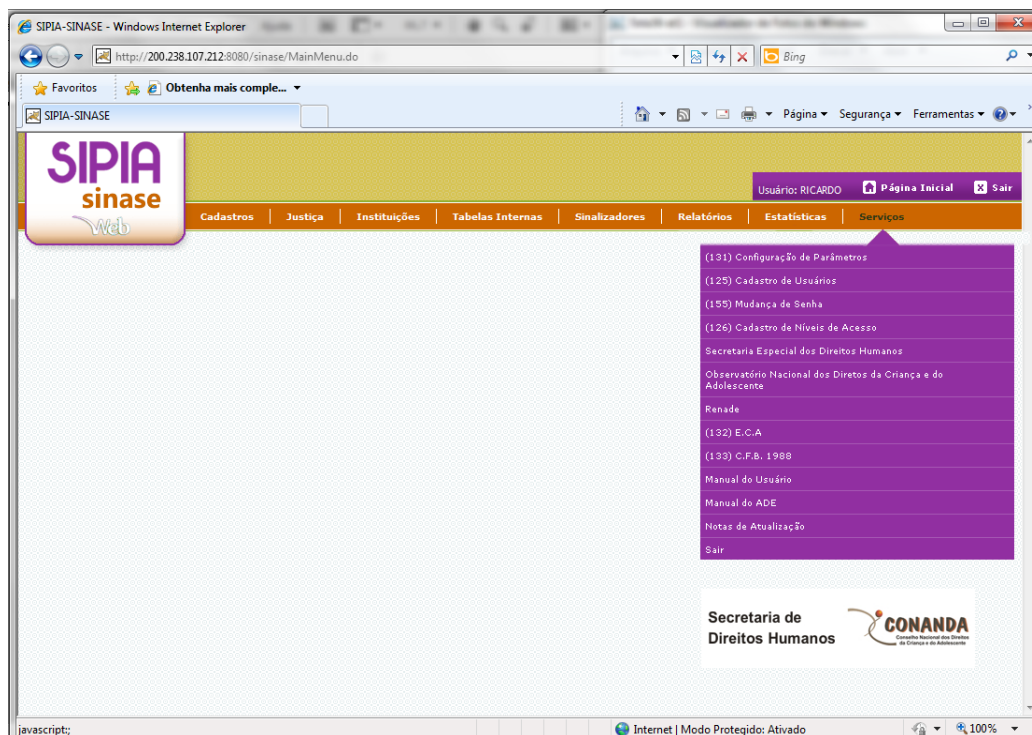 SIPIA-SINASE - Windows Internet Explorer
http://200.238.107.212:8080/sinase/MainMenu.do
Bing
Favoritos
Obtenha mais comple...
SIPIA-SINASE
Página
Segurança
Ferramentas
SIPIA
sinase
Web
Usuário: RICARDO
Página Inicial
X Sair
Cadastros
Justiça
Instituições
Tabelas Internas
Sinalizadores
Relatórios
Estatísticas
Serviços
(131) Configuração de Parâmetros
(125) Cadastro de Usuários
(155) Mudança de Senha
(126) Cadastro de Níveis de Acesso
Secretaria Especial dos Direitos Humanos
Observatório Nacional dos Diretos da Criança e do
Adolescente
Renade
(132) E.C.A
(133) C.F.B. 1988
Manual do Usuário
Manual do ADE
Notas de Atualização
Sair
Secretaria de
Direitos Humanos
CONANDA
Conselho Nacional dos Direitos
da Criança e do Adolescente
javascript:;
Internet | Modo Protegido: Ativado
100%